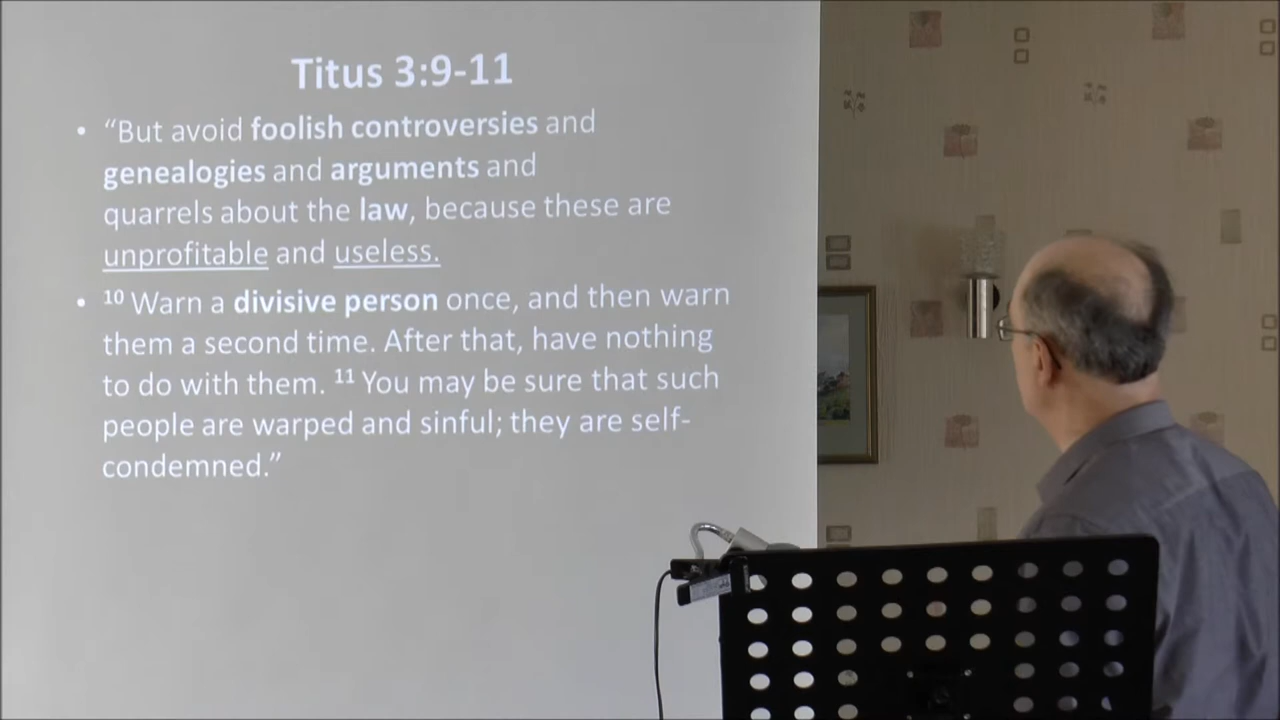 Titus 3:9-11
• “But avoid foolish controversies and
genealogies and arguments and
quarrels about the law, because these are
unprofitable and useless.
• ¹⁰ Warn a divisive person once, and then warn
them a second time. After that, have nothing
to do with them. ¹¹ You may be sure that such
people are warped and sinful; they are self-
condemned.”